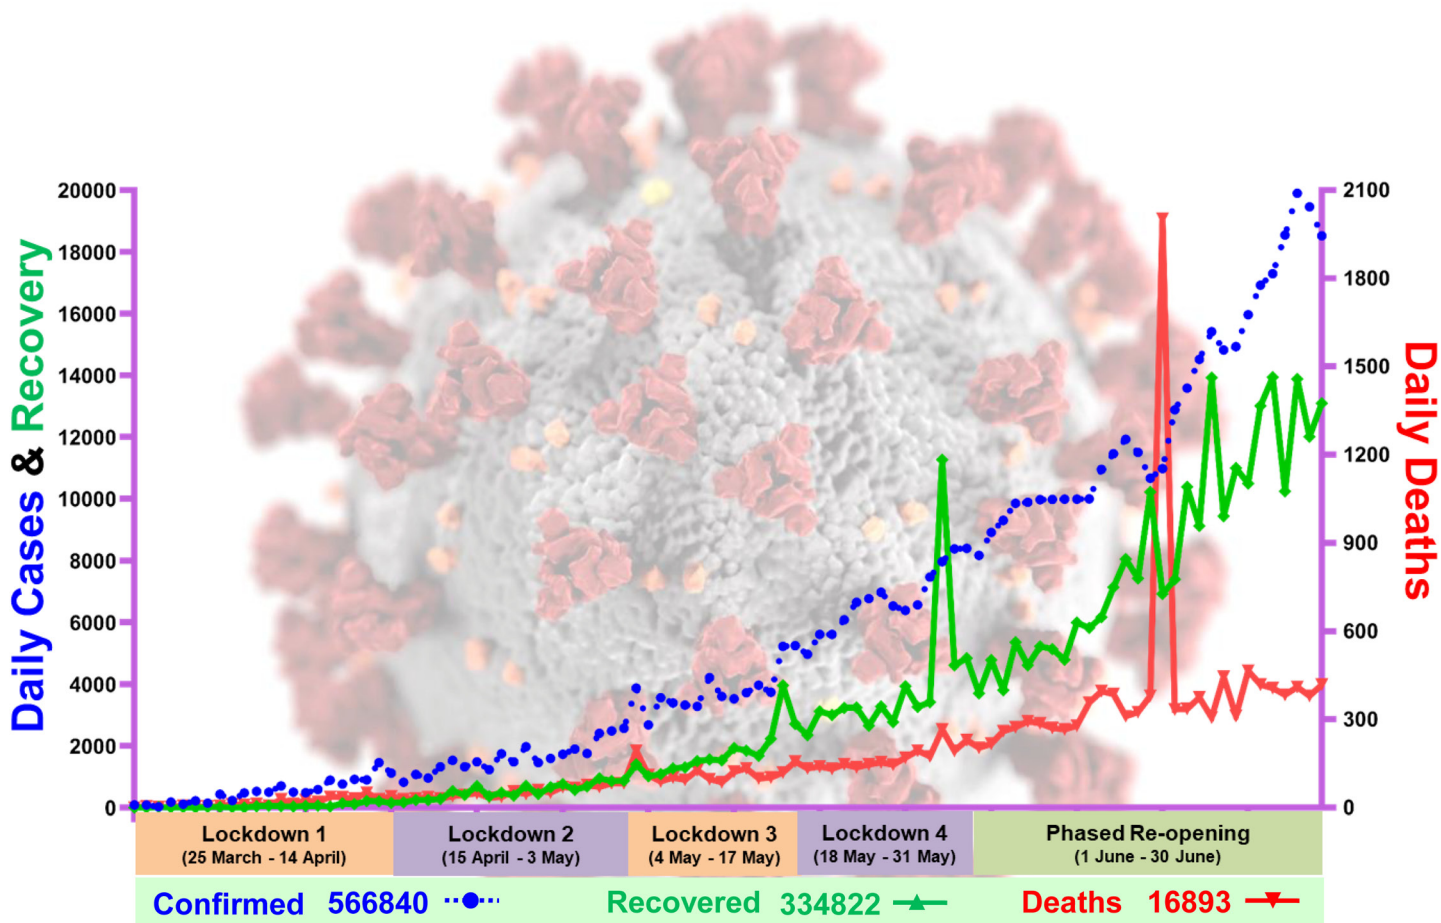 Daily Cases & Recovery
20000
18000
16000
14000
12000
10000
8000
6000
4000
2000
0
2100
1800
1500
1200
900
600
300
0
Daily Deaths
Lockdown 1
(25 March - 14 April)
Lockdown 2
(15 April - 3 May)
Lockdown 3
(4 May - 17 May)
Lockdown 4
(18 May - 31 May)
Phased Re-opening
(1 June - 30 June)
Confirmed 566840
Recovered 334822
Deaths 16893